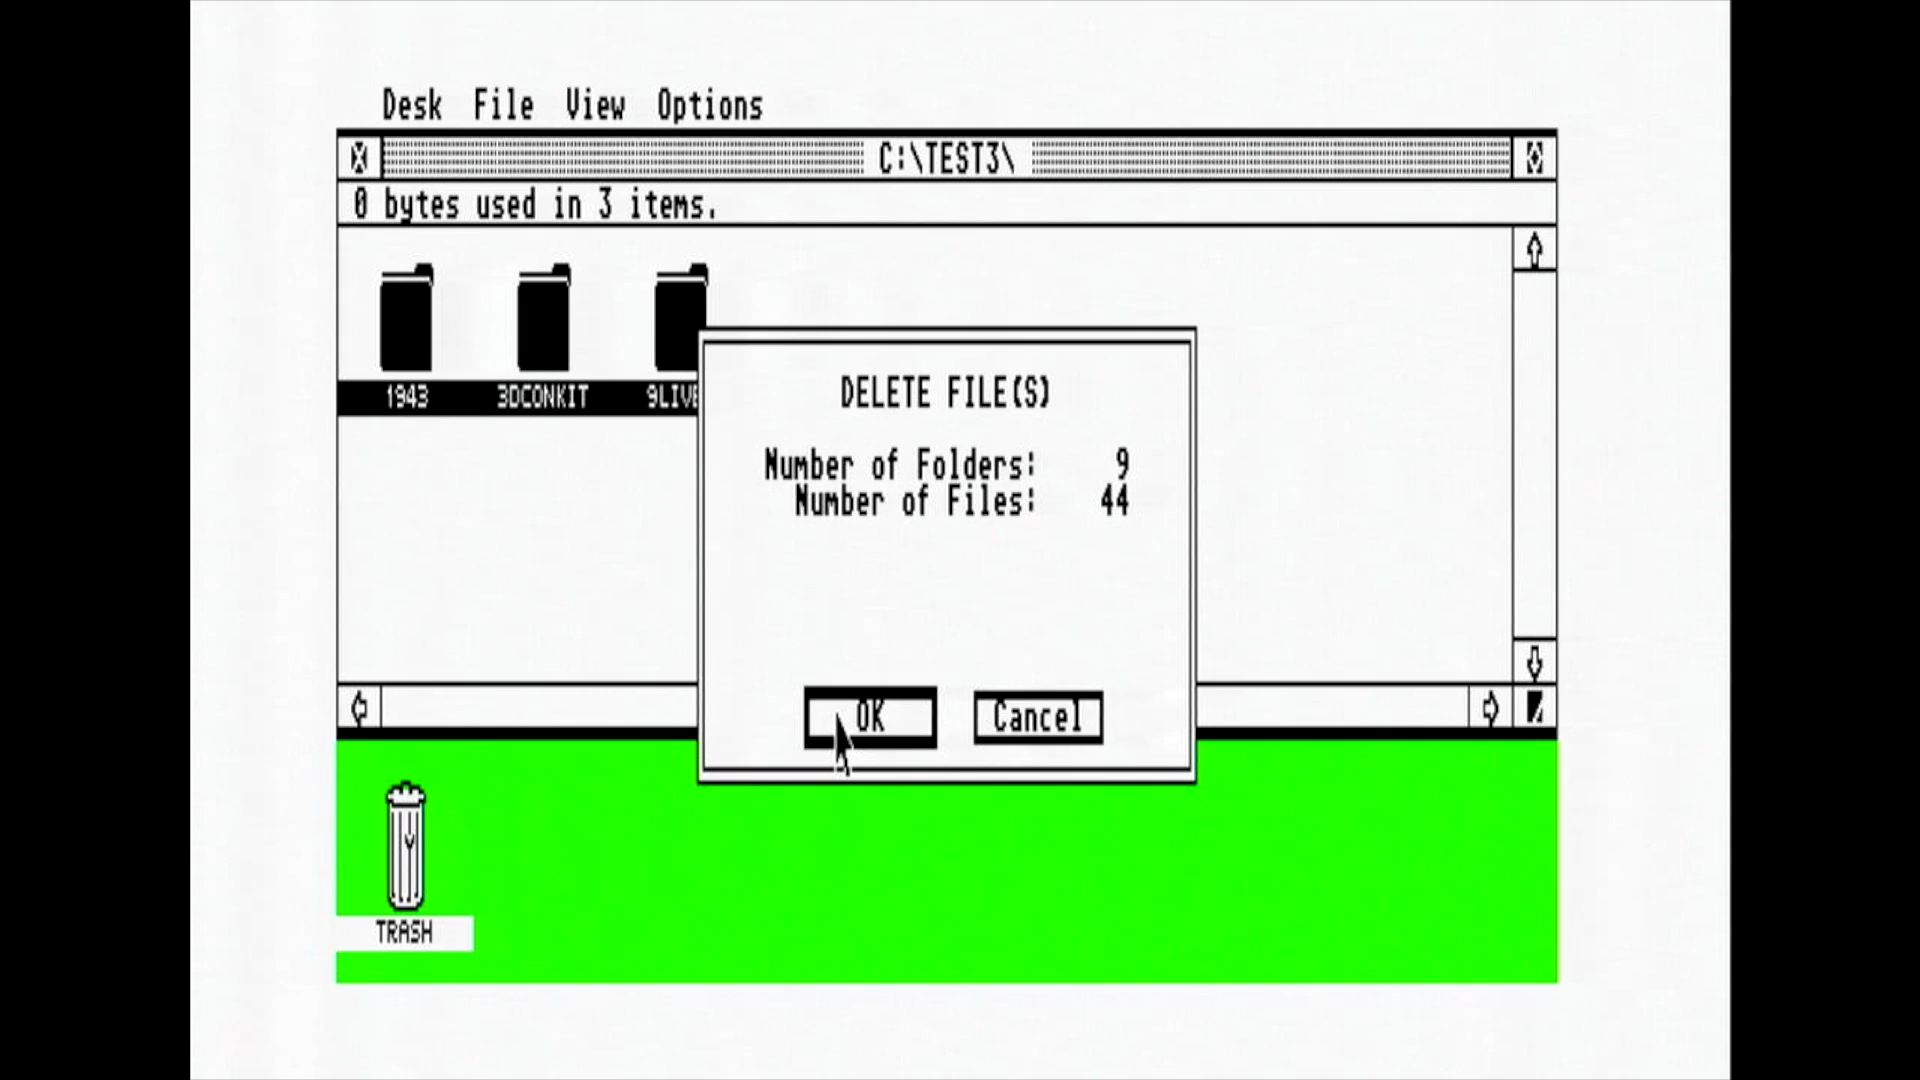 Desk File View Options
C:\TEST3\
0 bytes used in 3 items.
1943 3DCONKIT 9LIVE
DELETE FILE(S)
Number of Folders: 9
Number of Files: 44
OK Cancel
TRASH